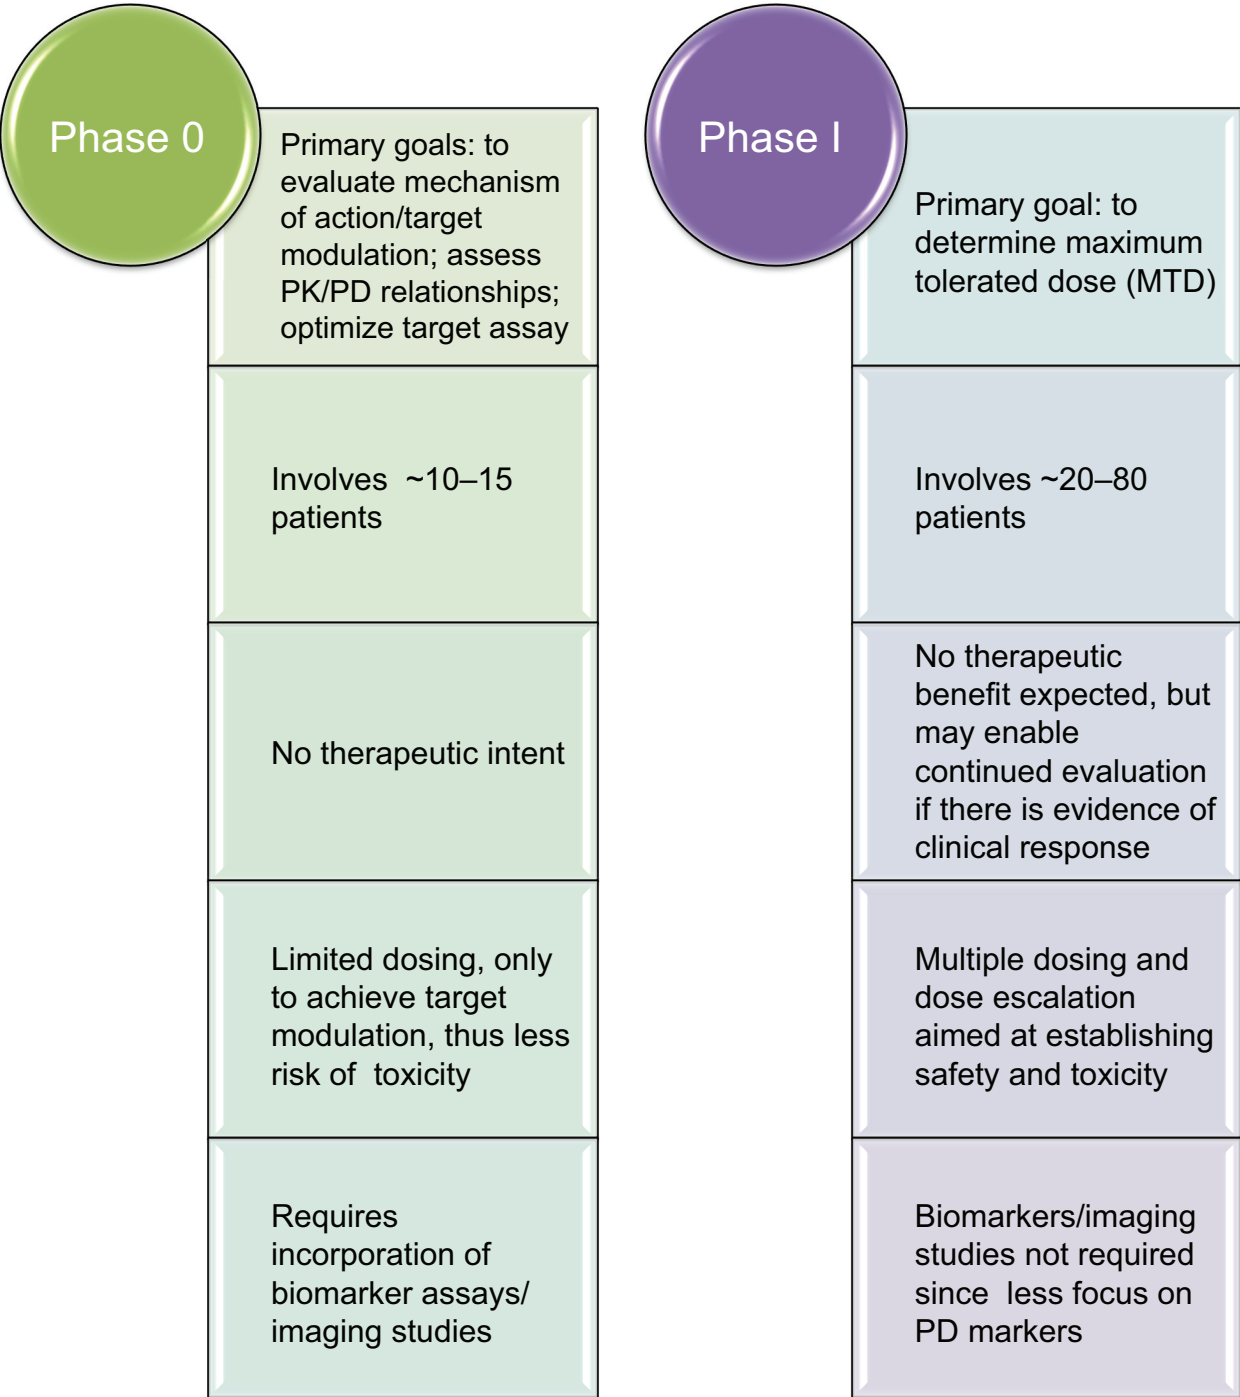 Phase 0
Primary goals: to
evaluate mechanism
of action/target
modulation; assess
PK/PD relationships;
optimize target assay
Involves ~10–15
patients
No therapeutic intent
Limited dosing, only
to achieve target
modulation, thus less
risk of toxicity
Requires
incorporation of
biomarker assays/
imaging studies
Phase I
Primary goal: to
determine maximum
tolerated dose (MTD)
Involves ~20–80
patients
No therapeutic
benefit expected, but
may enable
continued evaluation
if there is evidence of
clinical response
Multiple dosing and
dose escalation
aimed at establishing
safety and toxicity
Biomarkers/imaging
studies not required
since less focus on
PD markers